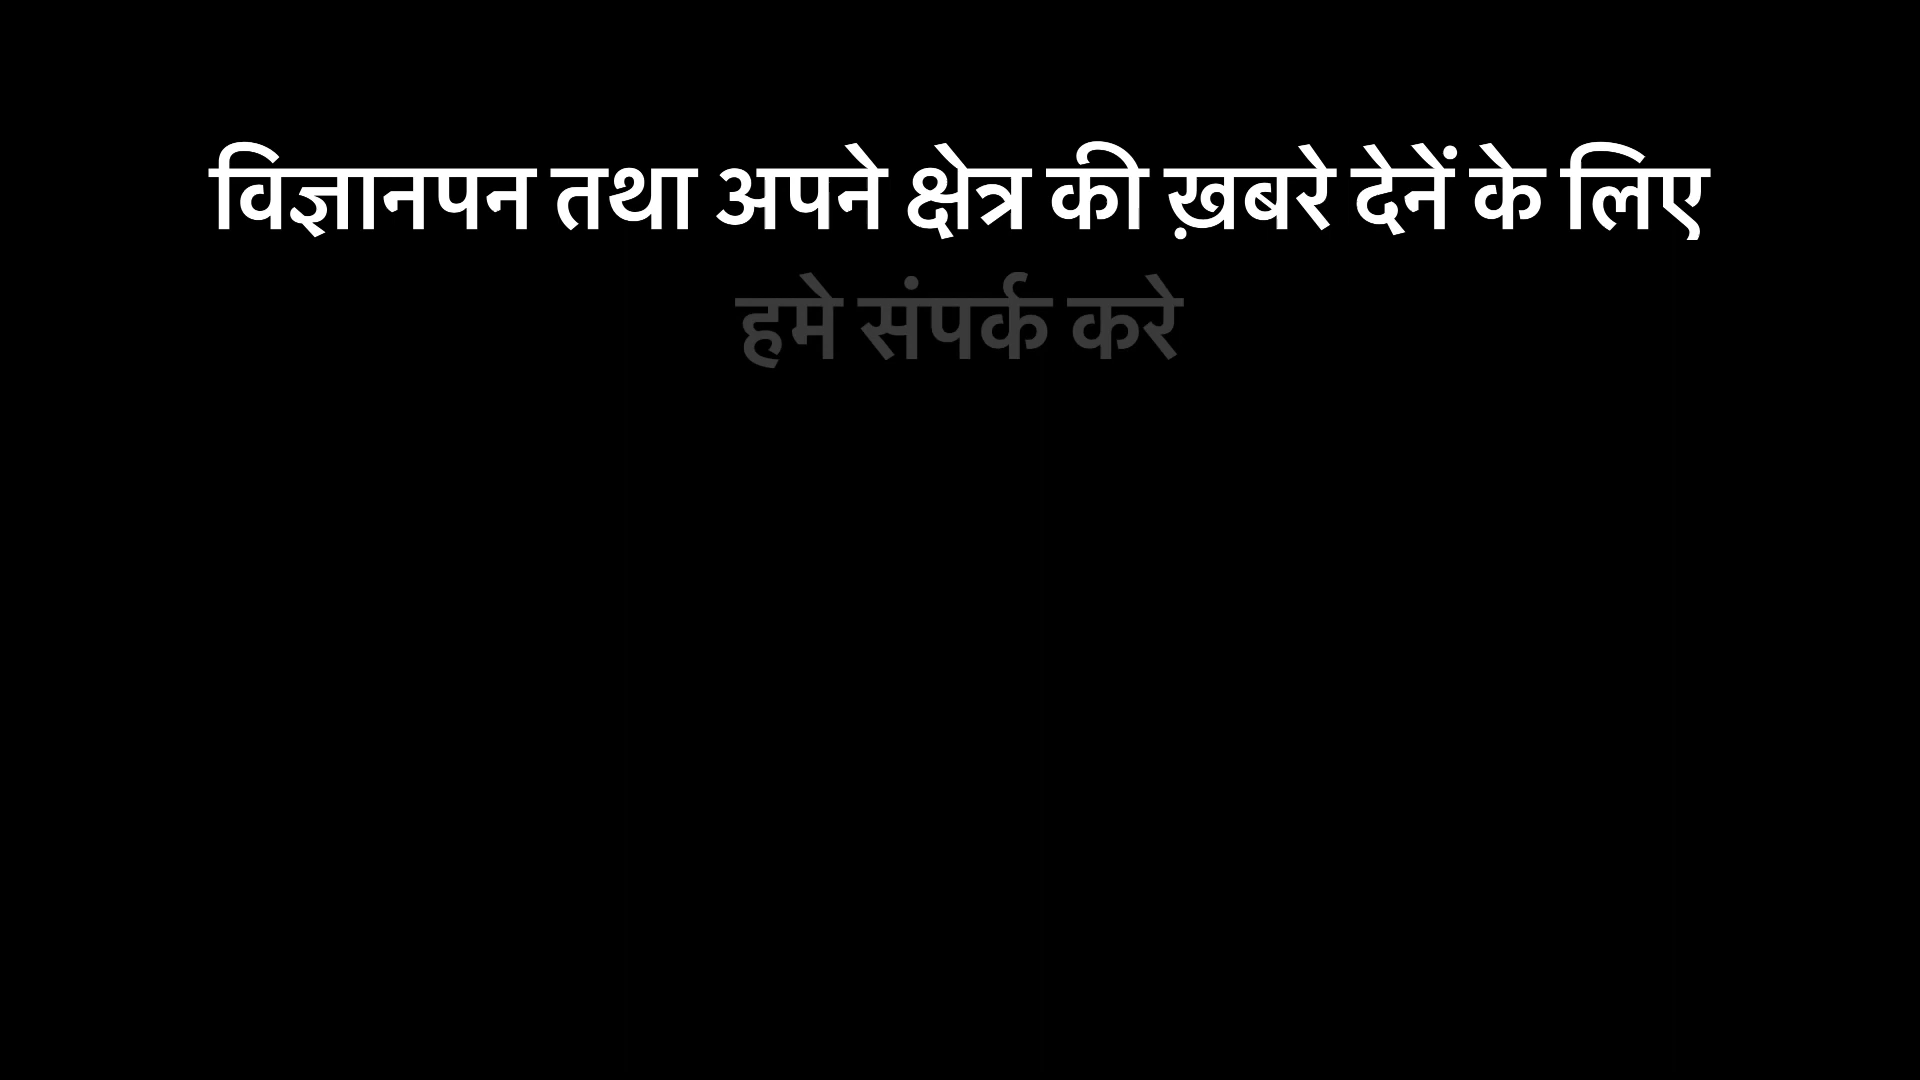 विज्ञानपन तथा अपने क्षेत्र की ख़बरे देनें के लिए
हमे संपर्क करे